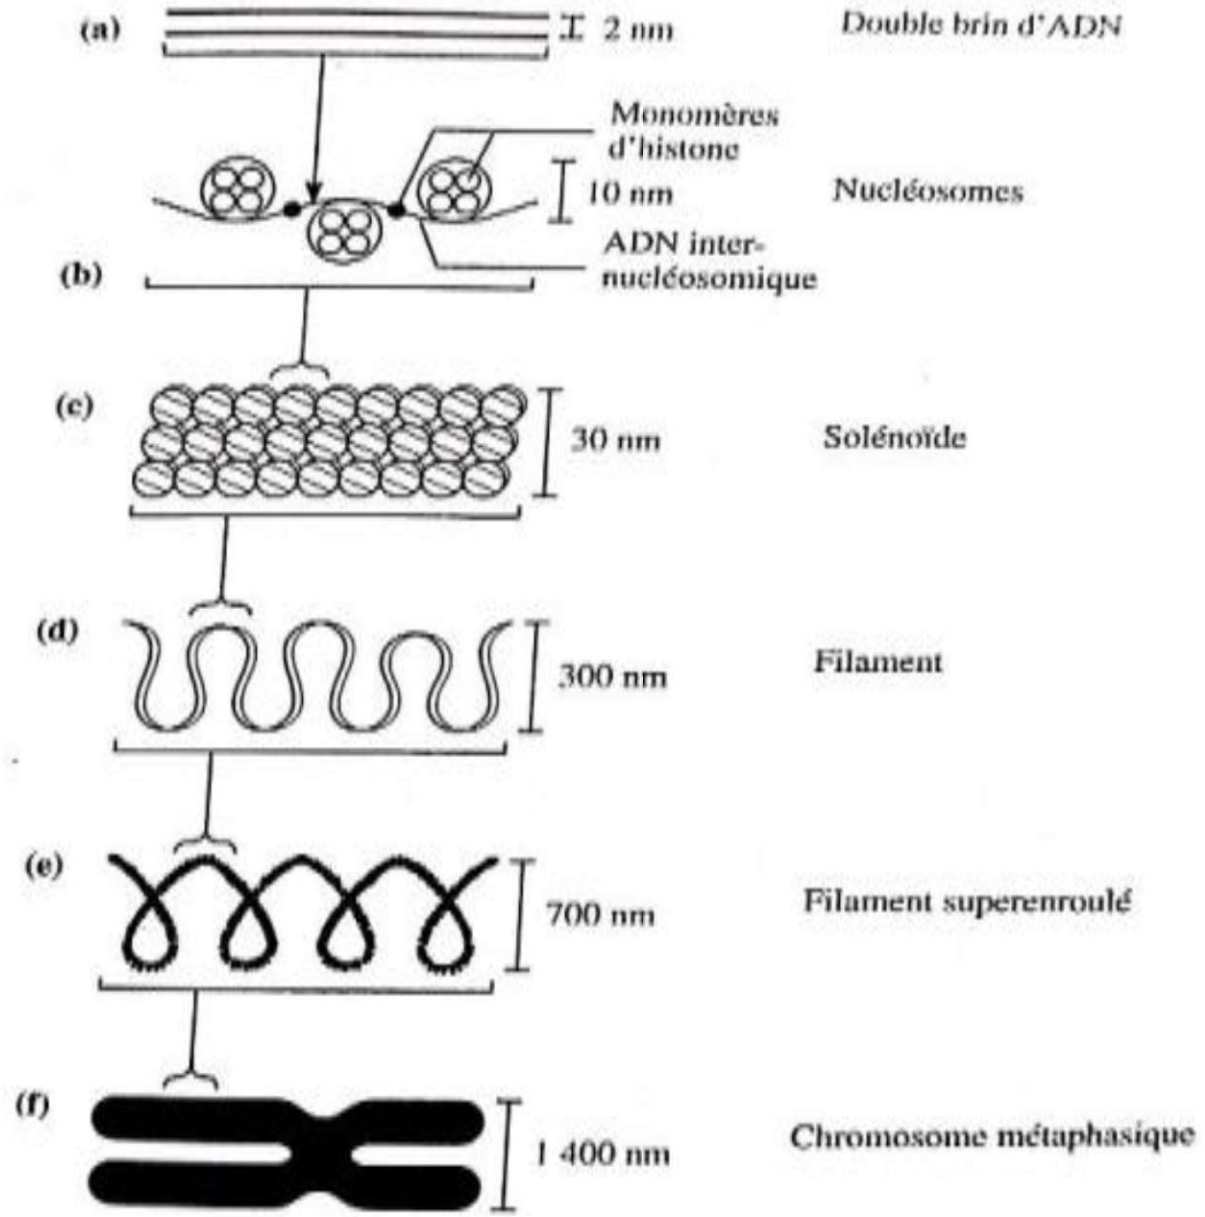 (a)
2 nm
Double brin d'ADN
Monomères
d'histone
10 nm
Nucléosomes
ADN inter-
nucléosomique
(b)
(c)
30 nm
Solénoïde
(d)
300 nm
Filament
(e)
700 nm
Filament superenroulé
(f)
1 400 nm
Chromosome métaphasique